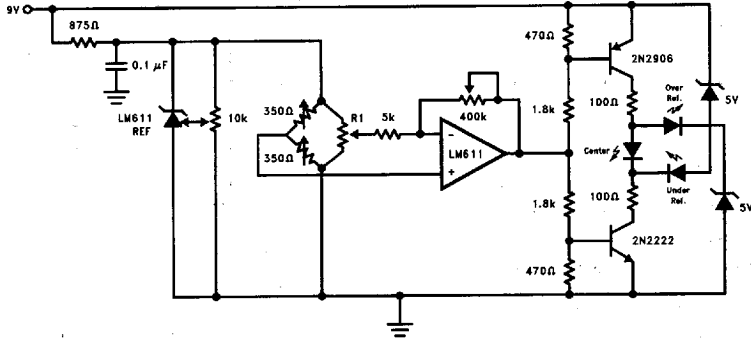 9V
875Ω
0.1 µF
LM611
REF
10k
350Ω
350Ω
R1
5k
400k
-
+
LM611
470Ω
1.8k
1.8k
470Ω
2N2906
100Ω
Over
Ref.
5V
Center
Under
Ref.
100Ω
5V
2N2222